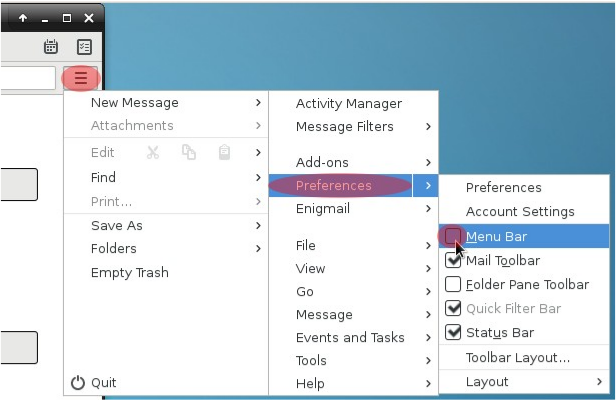 New Message
Attachments
Edit
Find
Print...
Save As
Folders
Empty Trash
Quit
Activity Manager
Message Filters
Add-ons
Preferences
Enigmail
File
View
Go
Message
Events and Tasks
Tools
Help
Preferences
Account Settings
Menu Bar
Mail Toolbar
Folder Pane Toolbar
Quick Filter Bar
Status Bar
Toolbar Layout...
Layout